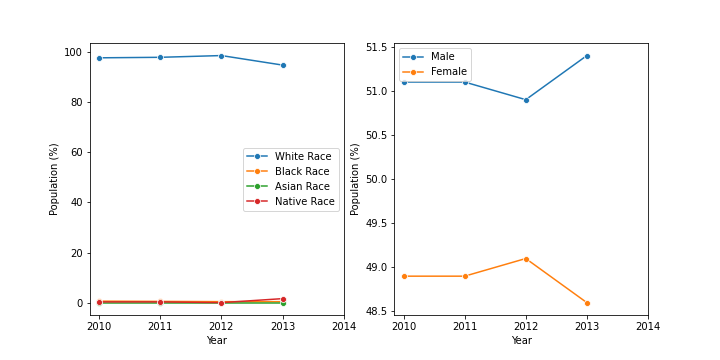 100
80
60
40
20
0
Population (%)
White Race
Black Race
Asian Race
Native Race
2010 2011 2012 2013 2014
Year
51.5
51.0
50.5
50.0
49.5
49.0
48.5
Population (%)
Male
Female
2010 2011 2012 2013 2014
Year